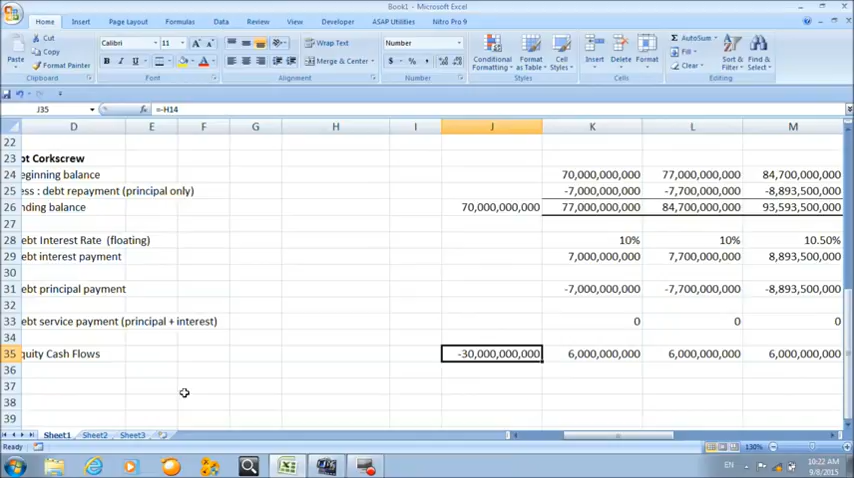 Book1 - Microsoft Excel
Home Insert Page Layout Formulas Data Review View Developer ASAP Utilities Nitro Pro 9
Paste
Cut
Copy
Format Painter
Calibri 11
B I U
Wrap Text
Merge & Center
Number
$ % ,
Conditional Formatting
Format as Table
Cell Styles
Insert Delete Format
AutoSum
Fill
Clear
Sort & Filter
Find & Select
Clipboard Font Alignment Number Styles Cells Editing
J35 fx =-H14
D E F G H I J K L M
22
23 bt Corkscrew
24 eginning balance 70,000,000,000 77,000,000,000 84,700,000,000
25 ess : debt repayment (principal only) -7,000,000,000 -7,700,000,000 -8,893,500,000
26 nding balance 70,000,000,000 77,000,000,000 84,700,000,000 93,593,500,000
27
28 ebt Interest Rate (floating) 10% 10% 10.50%
29 ebt interest payment 7,000,000,000 7,700,000,000 8,893,500,000
30
31 ebt principal payment -7,000,000,000 -7,700,000,000 -8,893,500,000
32
33 ebt service payment (principal + interest) 0 0 0
34
35 quity Cash Flows -30,000,000,000 6,000,000,000 6,000,000,000 6,000,000,000
36
37
38
39
Sheet1 Sheet2 Sheet3
Ready 130%
EN 10:22 AM
9/8/2015